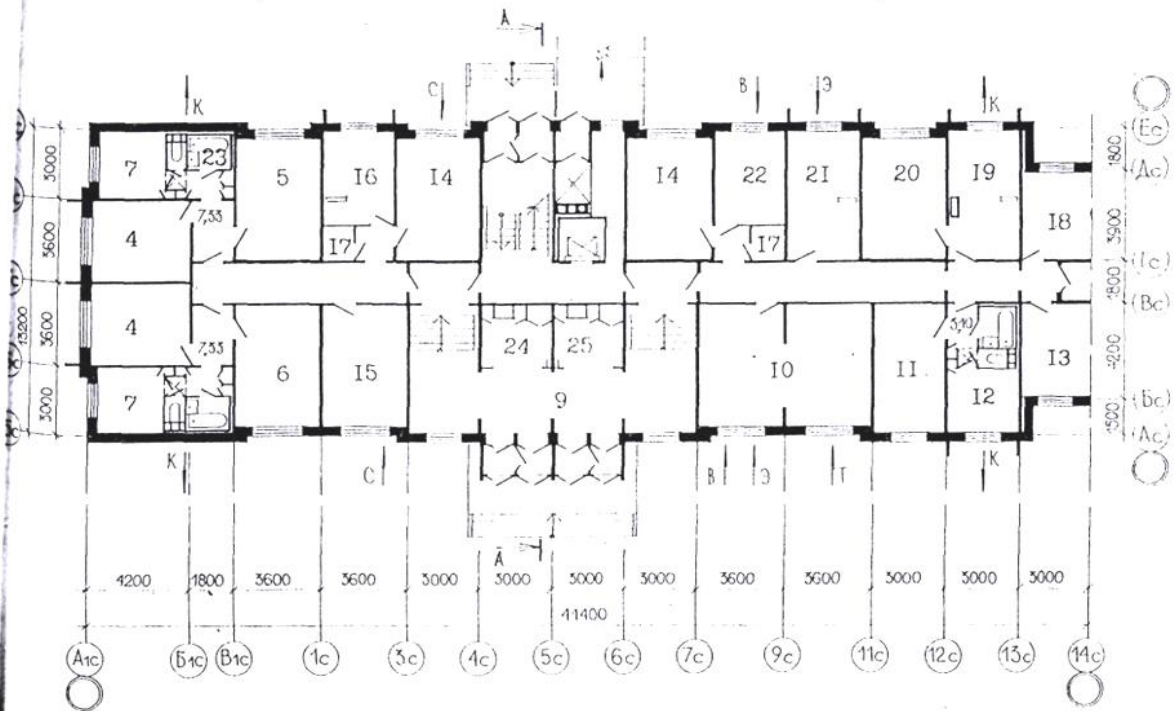 А
К
С
В
Э
К
(Ес)
3000
7
23
5
16
14
14
22
21
20
19
1800
(Дс)
18
3600
4
7,33
17
17
3900
(Гс)
1800
(Вс)
13200
3600
4
7,33
24
25
3,10
4200
6
15
10
11
13
3000
7
9
12
(Бс)
1500
(Ас)
К
С
В
Э
Т
К
А
4200
1800
3600
3600
3000
3000
3000
3000
3600
3600
3000
3000
3000
41400
А1с
Б1с
В1с
1с
3с
4с
5с
6с
7с
9с
11с
12с
13с
14с